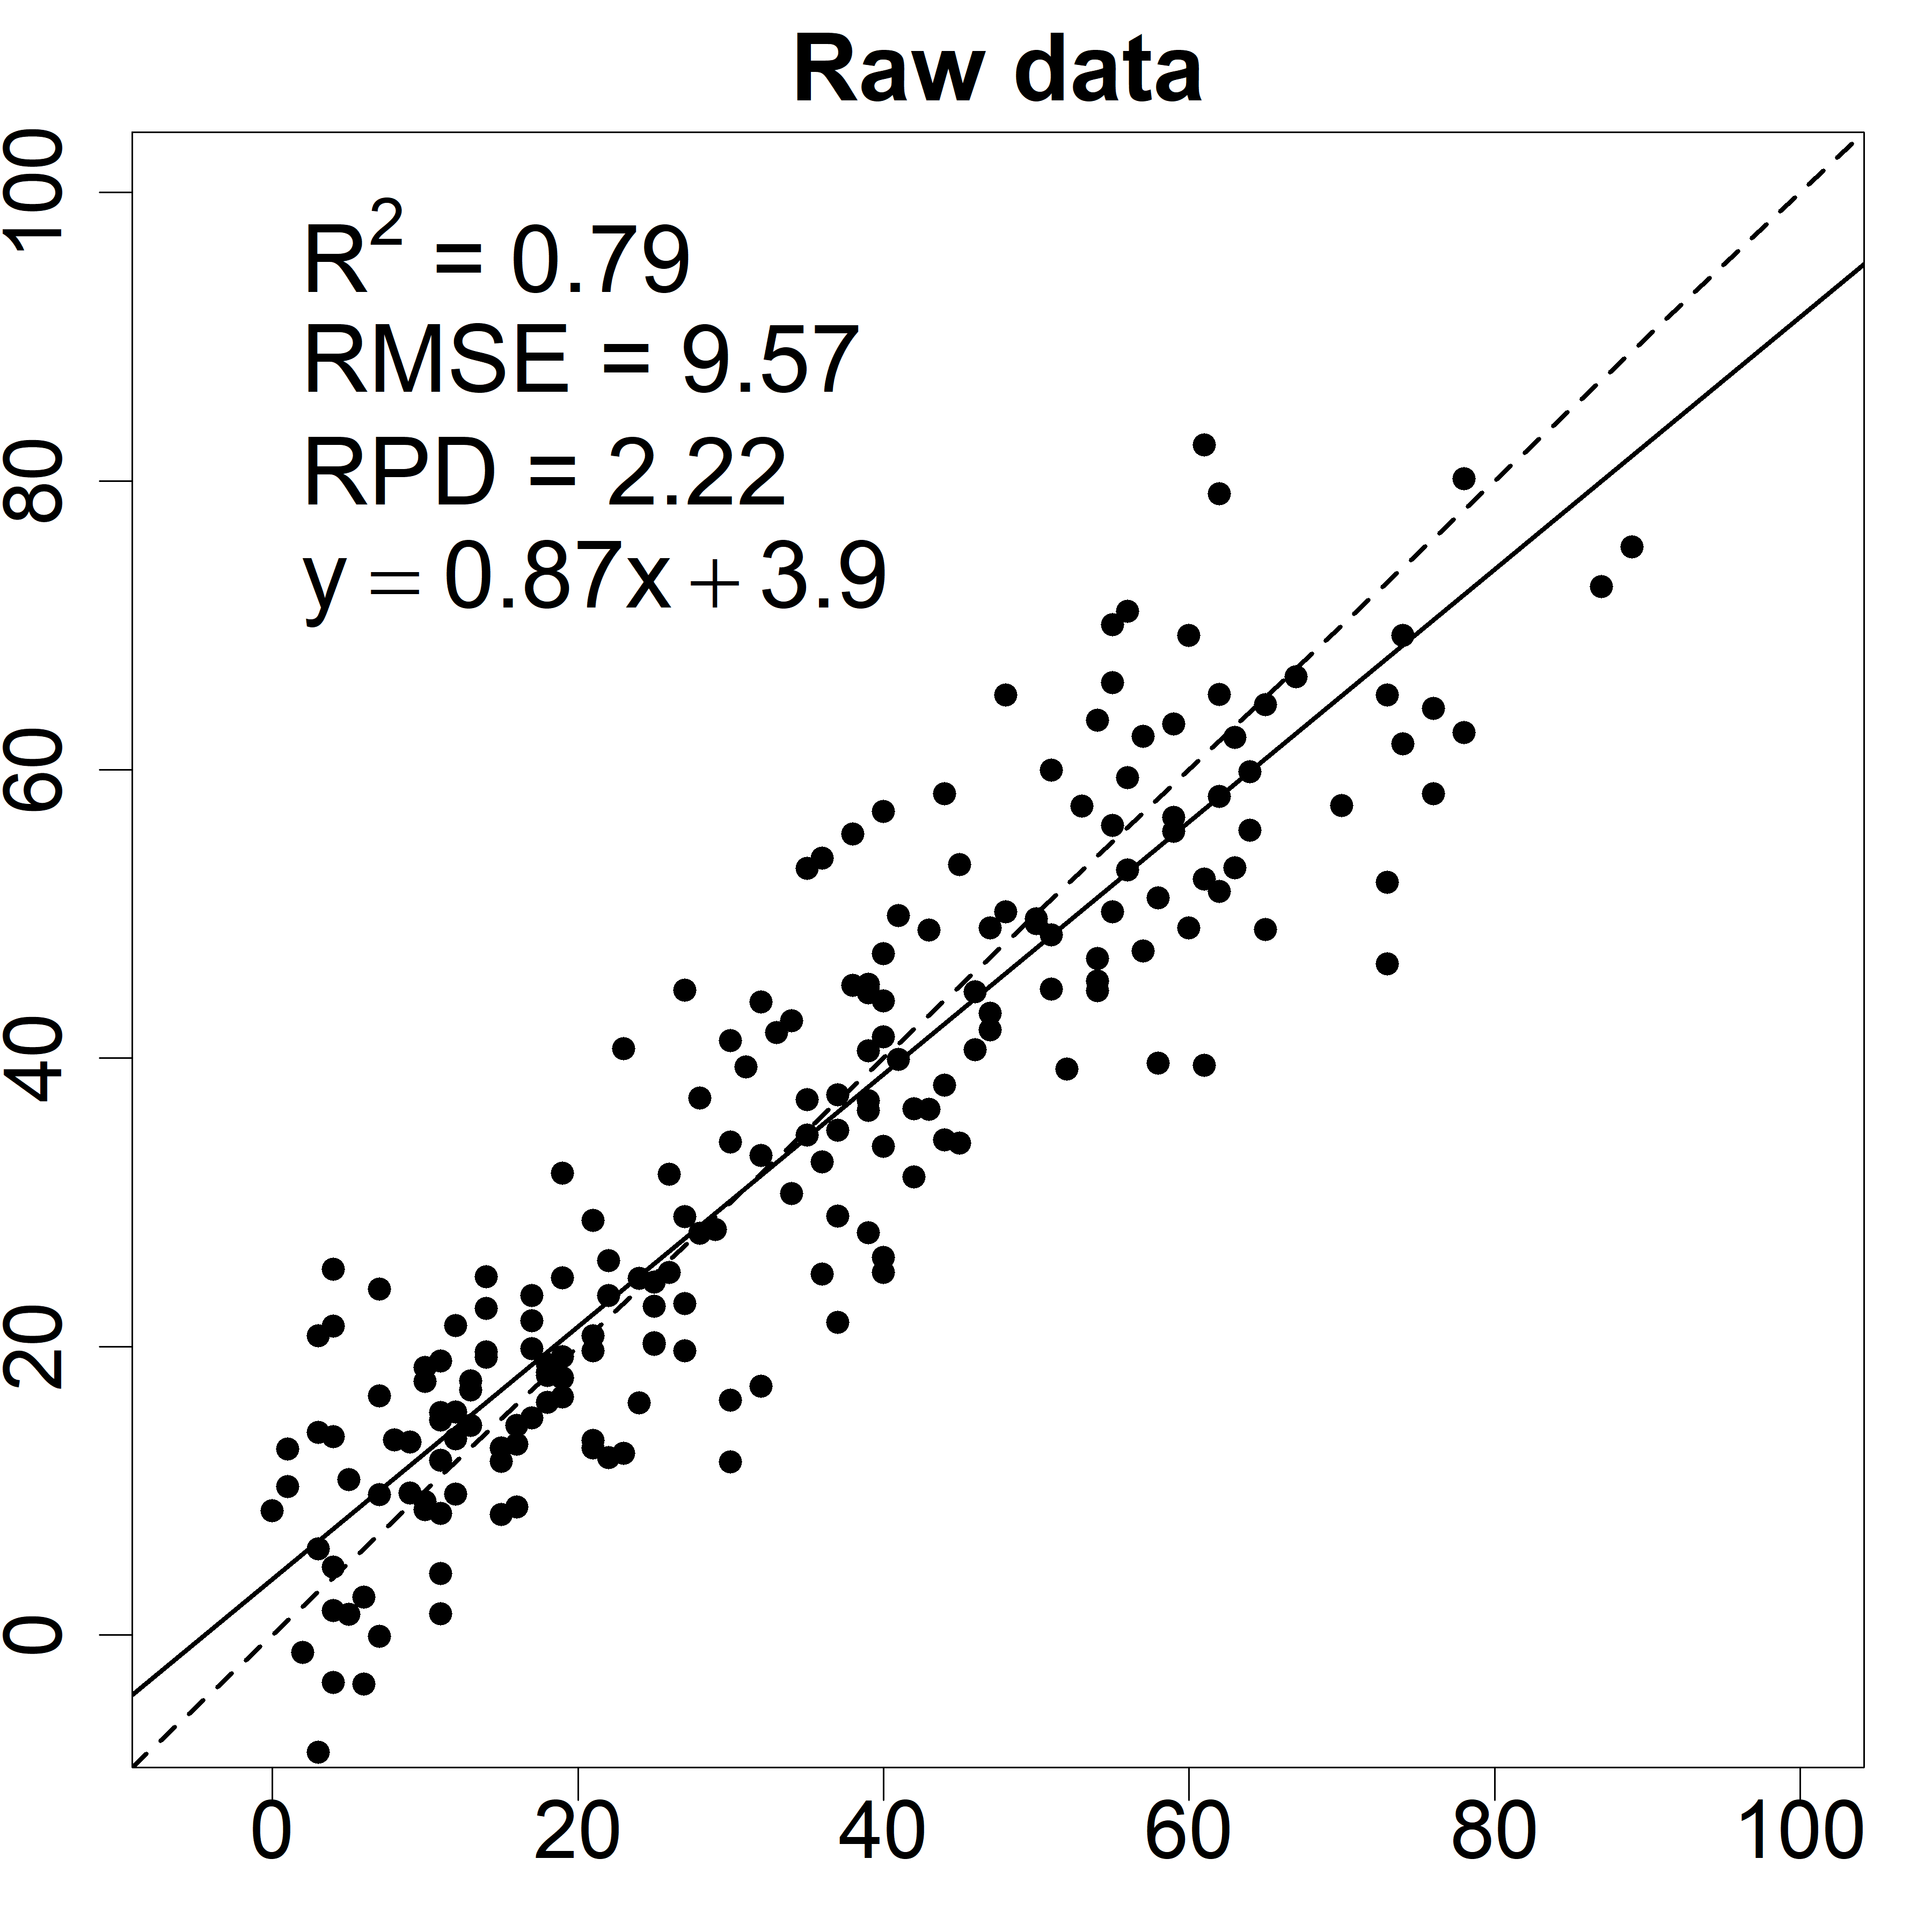 Raw data
R² = 0.79
RMSE = 9.57
RPD = 2.22
y = 0.87x + 3.9
100
80
60
40
20
0
0 20 40 60 80 100